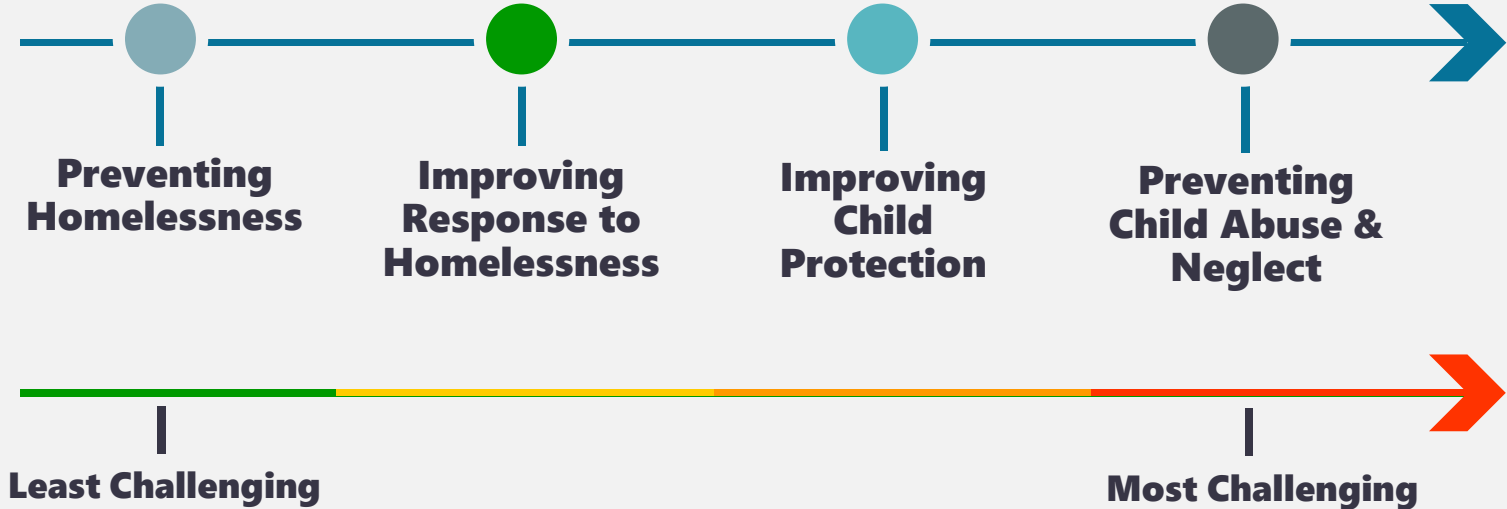 Preventing
Homelessness
Improving
Response to
Homelessness
Improving
Child
Protection
Preventing
Child Abuse &
Neglect
Least Challenging
Most Challenging